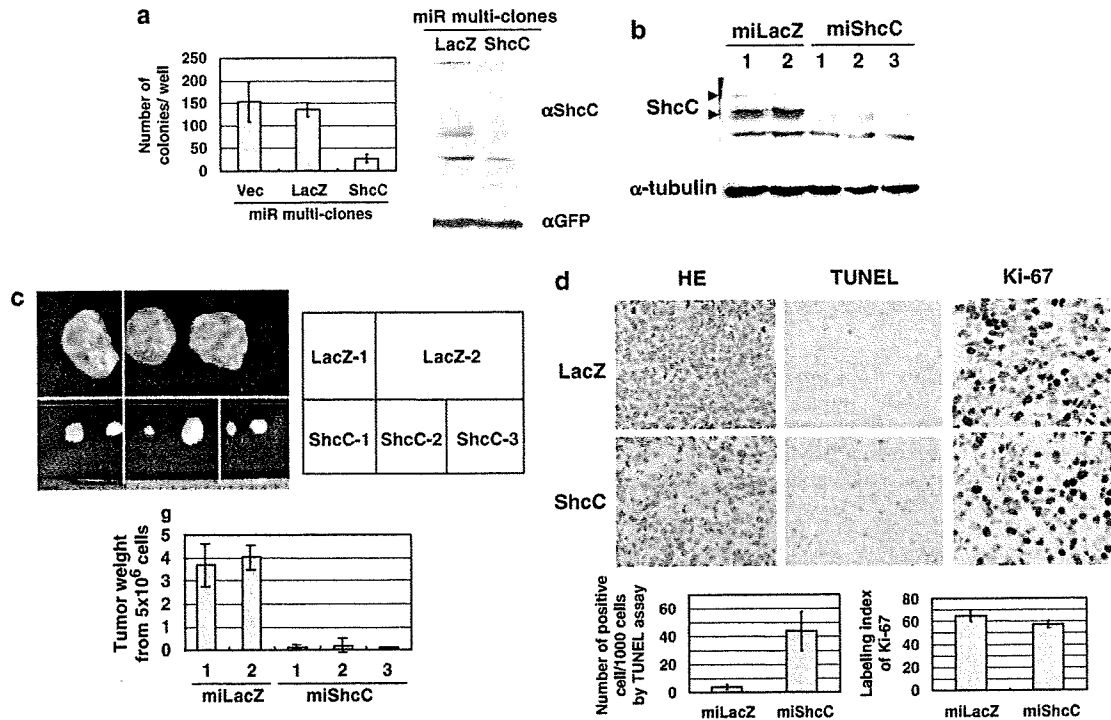 a
Number of
colonies/ well
250
200
150
100
50
0
Vec
LacZ
ShcC
miR multi-clones
miR multi-clones
LacZ ShcC
αShcC
αGFP
b
miLacZ miShcC
1 2 1 2 3
ShcC
α-tubulin
c
LacZ-1
LacZ-2
ShcC-1
ShcC-2
ShcC-3
g
Tumor weight
from 5x10⁶ cells
5
4
3
2
1
0
1 2 1 2 3
miLacZ miShcC
d
HE TUNEL Ki-67
LacZ
ShcC
Number of positive
cell/1000 cells
by TUNEL assay
60
40
20
0
miLacZ miShcC
Labeling index
of Ki-67
80
70
60
50
40
30
20
10
0
miLacZ miShcC